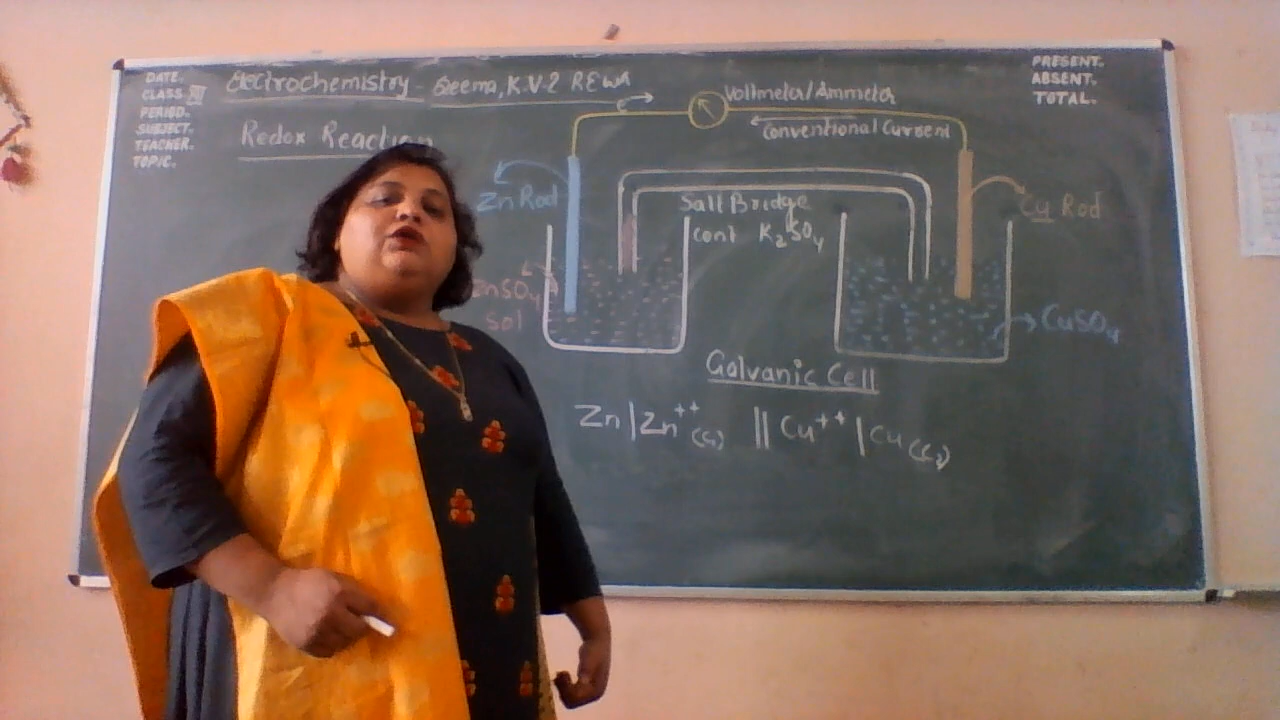 DATE.
CLASS XII
PERIOD.
SUBJECT.
TEACHER.
TOPIC.
Electrochemistry - Seema, K.V-2 REWA
Redox Reaction
PRESENT.
ABSENT.
TOTAL.
Voltmeter/Ammeter
Conventional Current
Zn Rod
Salt Bridge
cont K₂SO₄
Cu Rod
ZnSO₄
sol
CuSO₄
Galvanic Cell
Zn|Zn⁺⁺(C₁) || Cu⁺⁺|Cu(C₂)